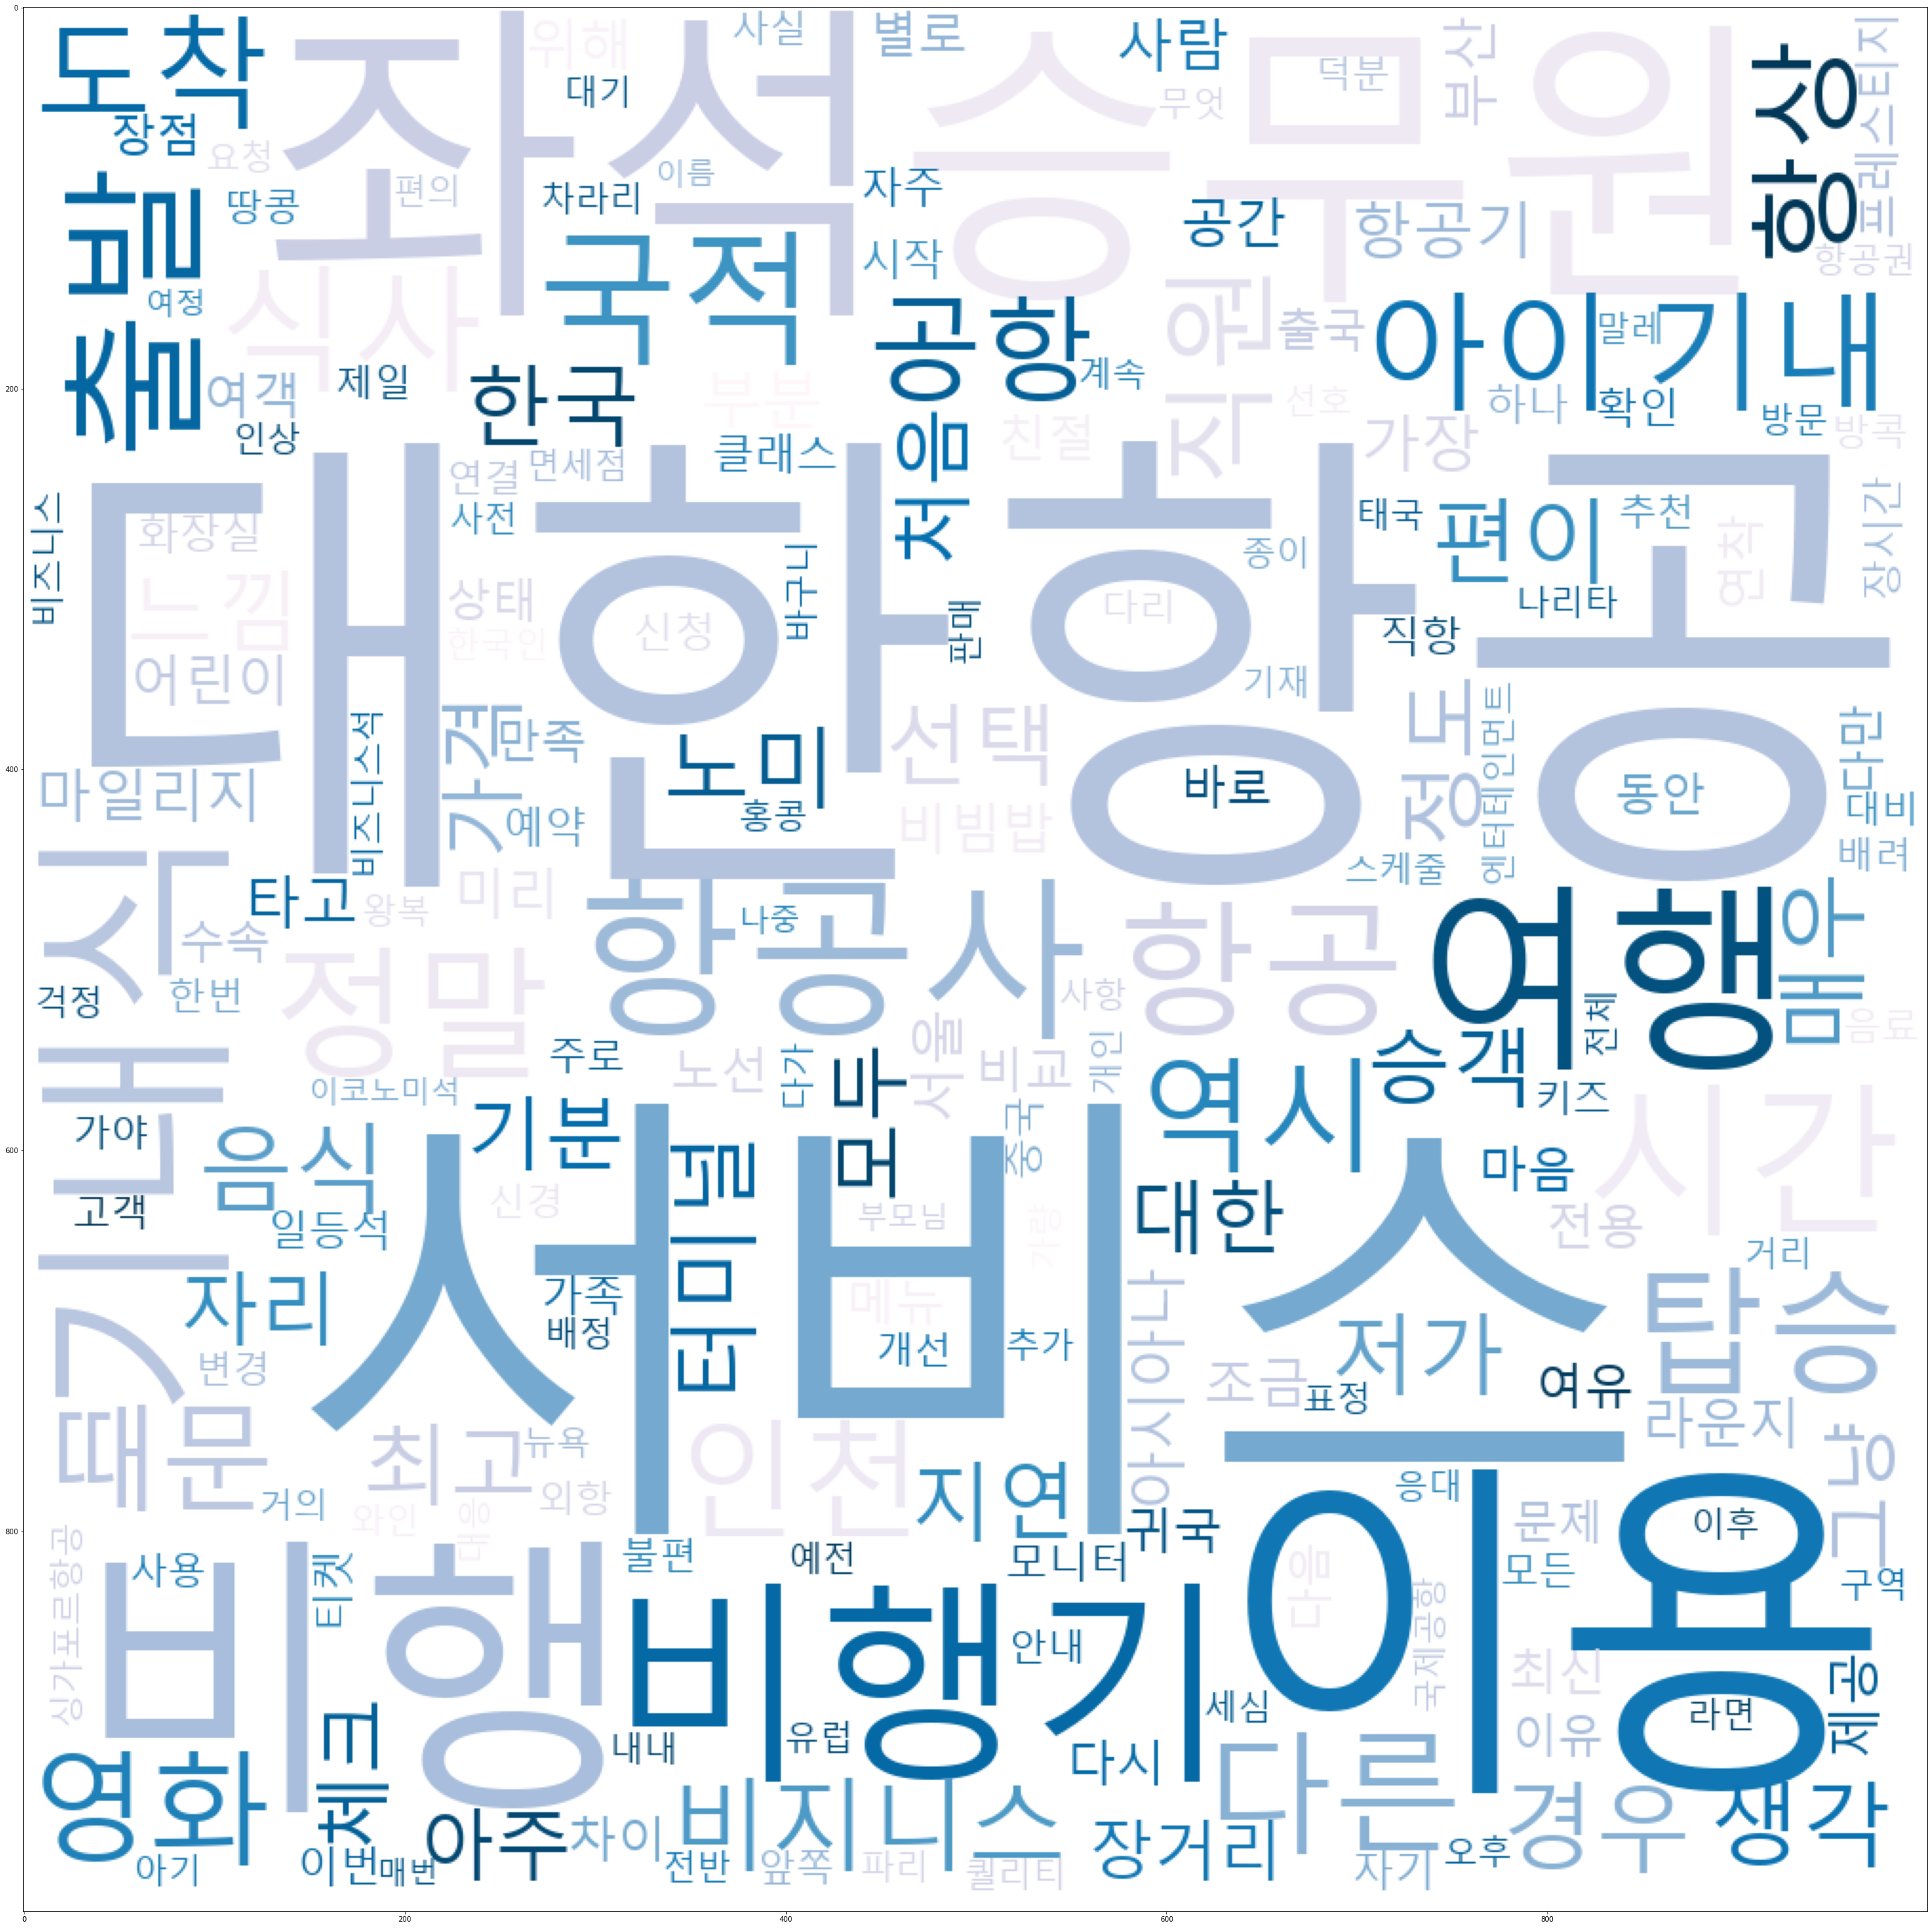 0
도착
좌석
위해
사실
별로
승무원
사람
덕분
부산
항상
프레스티지
대기
무엇
장점
요청
출발
땅콩
편의
이름
차라리
자주
공간
항공기
항공권
시작
여정
식사
국적
공항
직원
출국
아이
말레
기내
계속
200
여객
제일
한국
부분
선호
하나
확인
방문
방콕
인상
처음
친절
가장
클래스
연결
면세점
대한항공
비즈니스
화장실
사전
태국
편이
추천
연착
장시간
바구니
종이
느낌
상태
신청
한국인
판매
다리
나리타
직항
어린이
기재
비즈니스석
가격
만족
노미
선택
정도
엔터테인먼트
다만
400
마일리지
예약
홍콩
비빔밥
바로
동안
대비
배려
스케줄
기내식
타고
왕복
미리
항공사
나중
항공
여행
매우
수속
걱정
한번
정말
사항
전체
음료
주로
노선
다가
모두
서울
비교
개인
승객
키즈
이코노미석
가야
기분
중국
역시
시간
600
음식
터미널
마음
고객
일등석
신경
서비스
부모님
가량
대한
전용
거리
자리
가족
메뉴
아시아나
탑승
배정
개선
추가
저가
변경
조금
표정
여유
때문
최고
뉴욕
인천
라운지
그냥
거의
와인
대응
외항
지연
응대
문제
이용
이후
800
귀국
싱가포르항공
사용
티켓
불편
예전
모니터
다음
모든
구역
비행
비행기
안내
국제공항
최신
제공
체크
내내
유럽
세심
라면
이유
영화
다시
다른
아주
차이
비지니스
장거리
경우
생각
아기
이번
매번
전반
앞쪽
파리
퀄리티
자기
오후
0
200
400
600
800